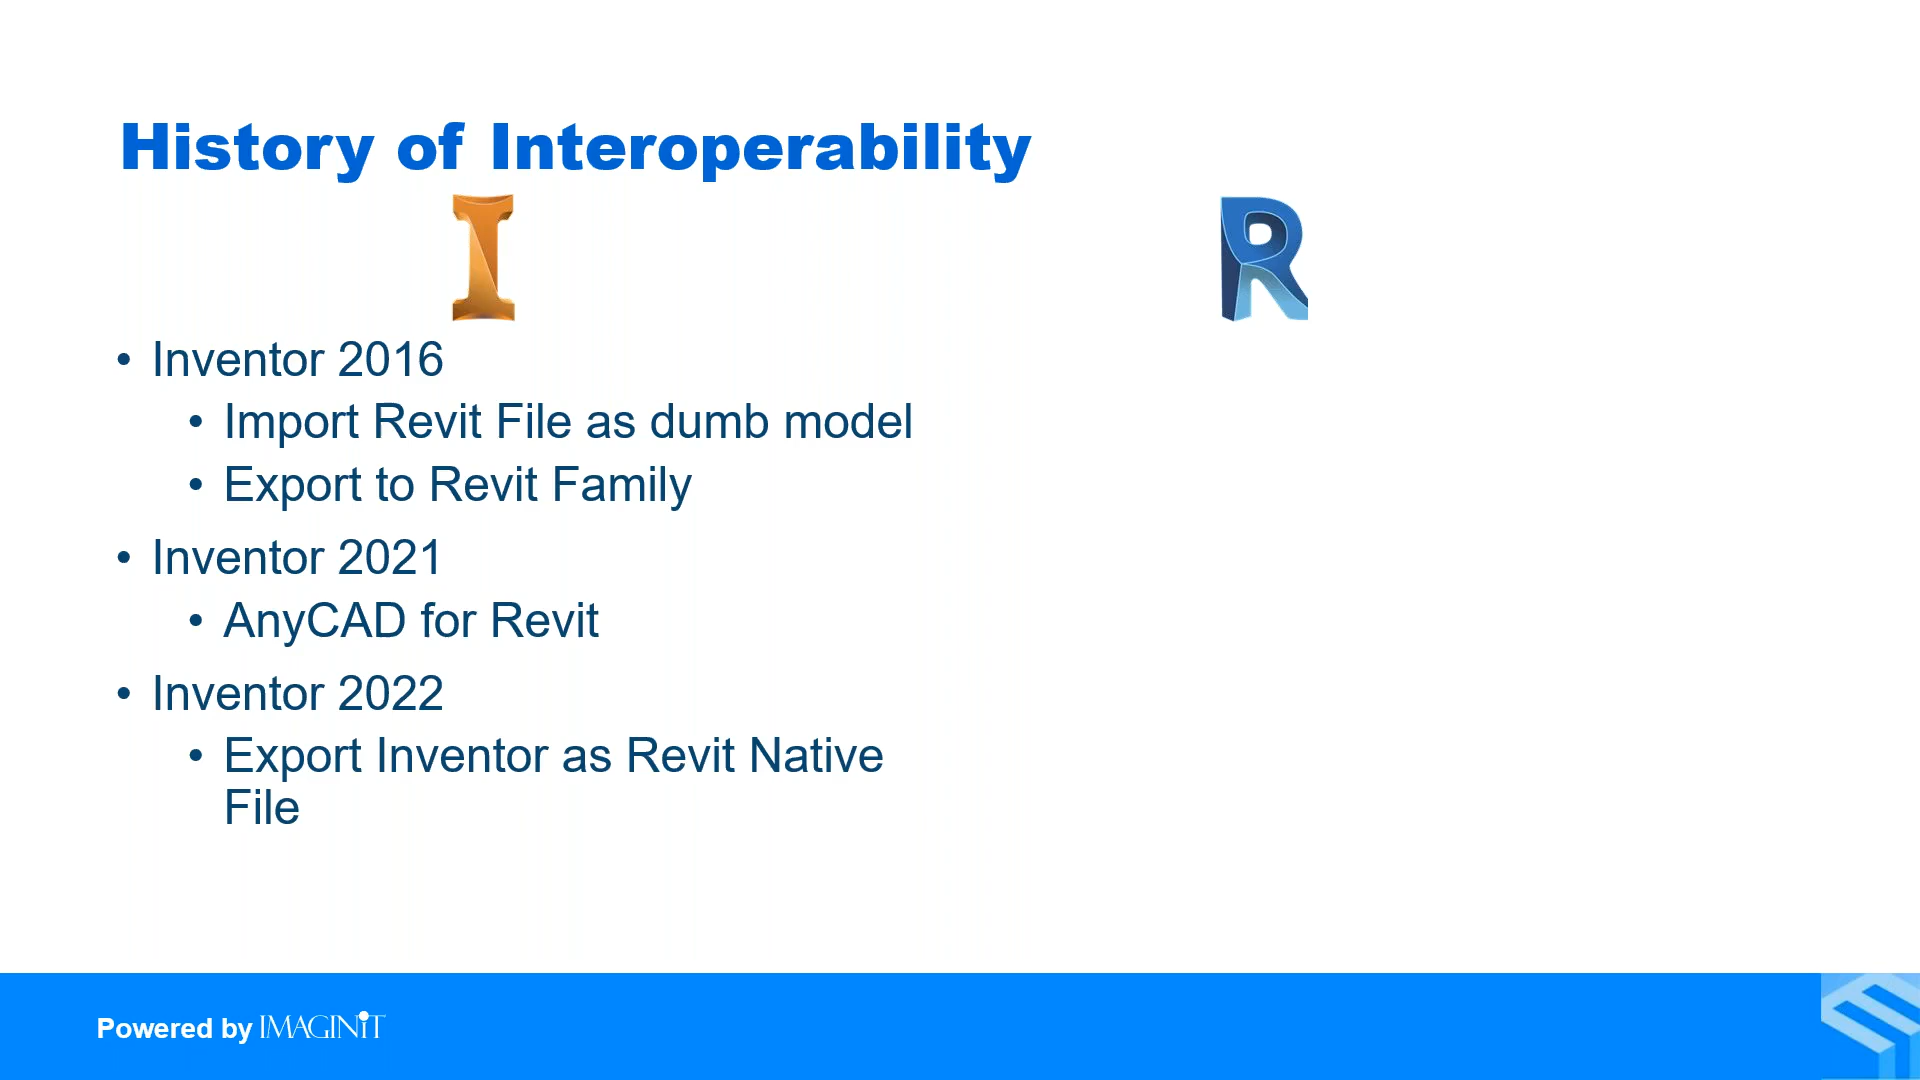 History of Interoperability
I
R
• Inventor 2016
• Import Revit File as dumb model
• Export to Revit Family
• Inventor 2021
• AnyCAD for Revit
• Inventor 2022
• Export Inventor as Revit Native
File
Powered by IMAGINiT